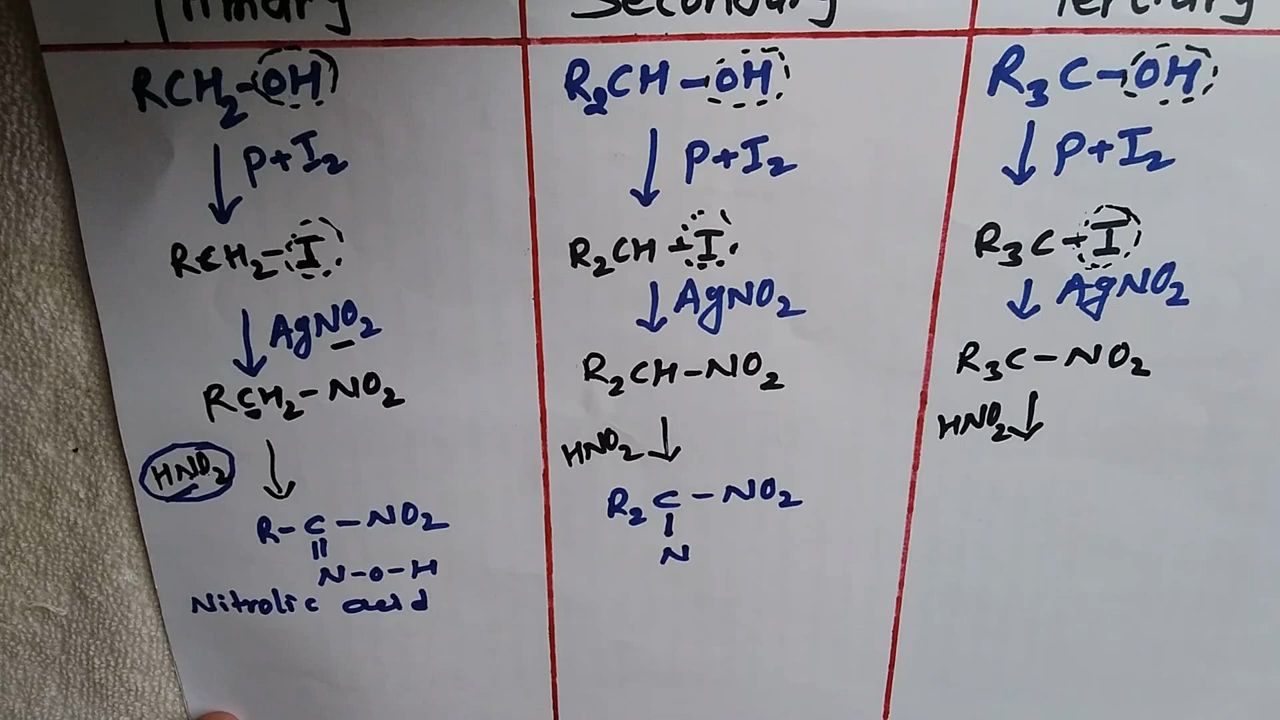 Primary
RCH2-OH
P+I2
RCH2-I
AgNO2
RCH2-NO2
HNO2
R-C-NO2
||
N-O-H
Nitrolic acid
Secondary
R2CH-OH
P+I2
R2CH-I
AgNO2
R2CH-NO2
HNO2
R2C-NO2
|
N
Tertiary
R3C-OH
P+I2
R3C-I
AgNO2
R3C-NO2
HNO2